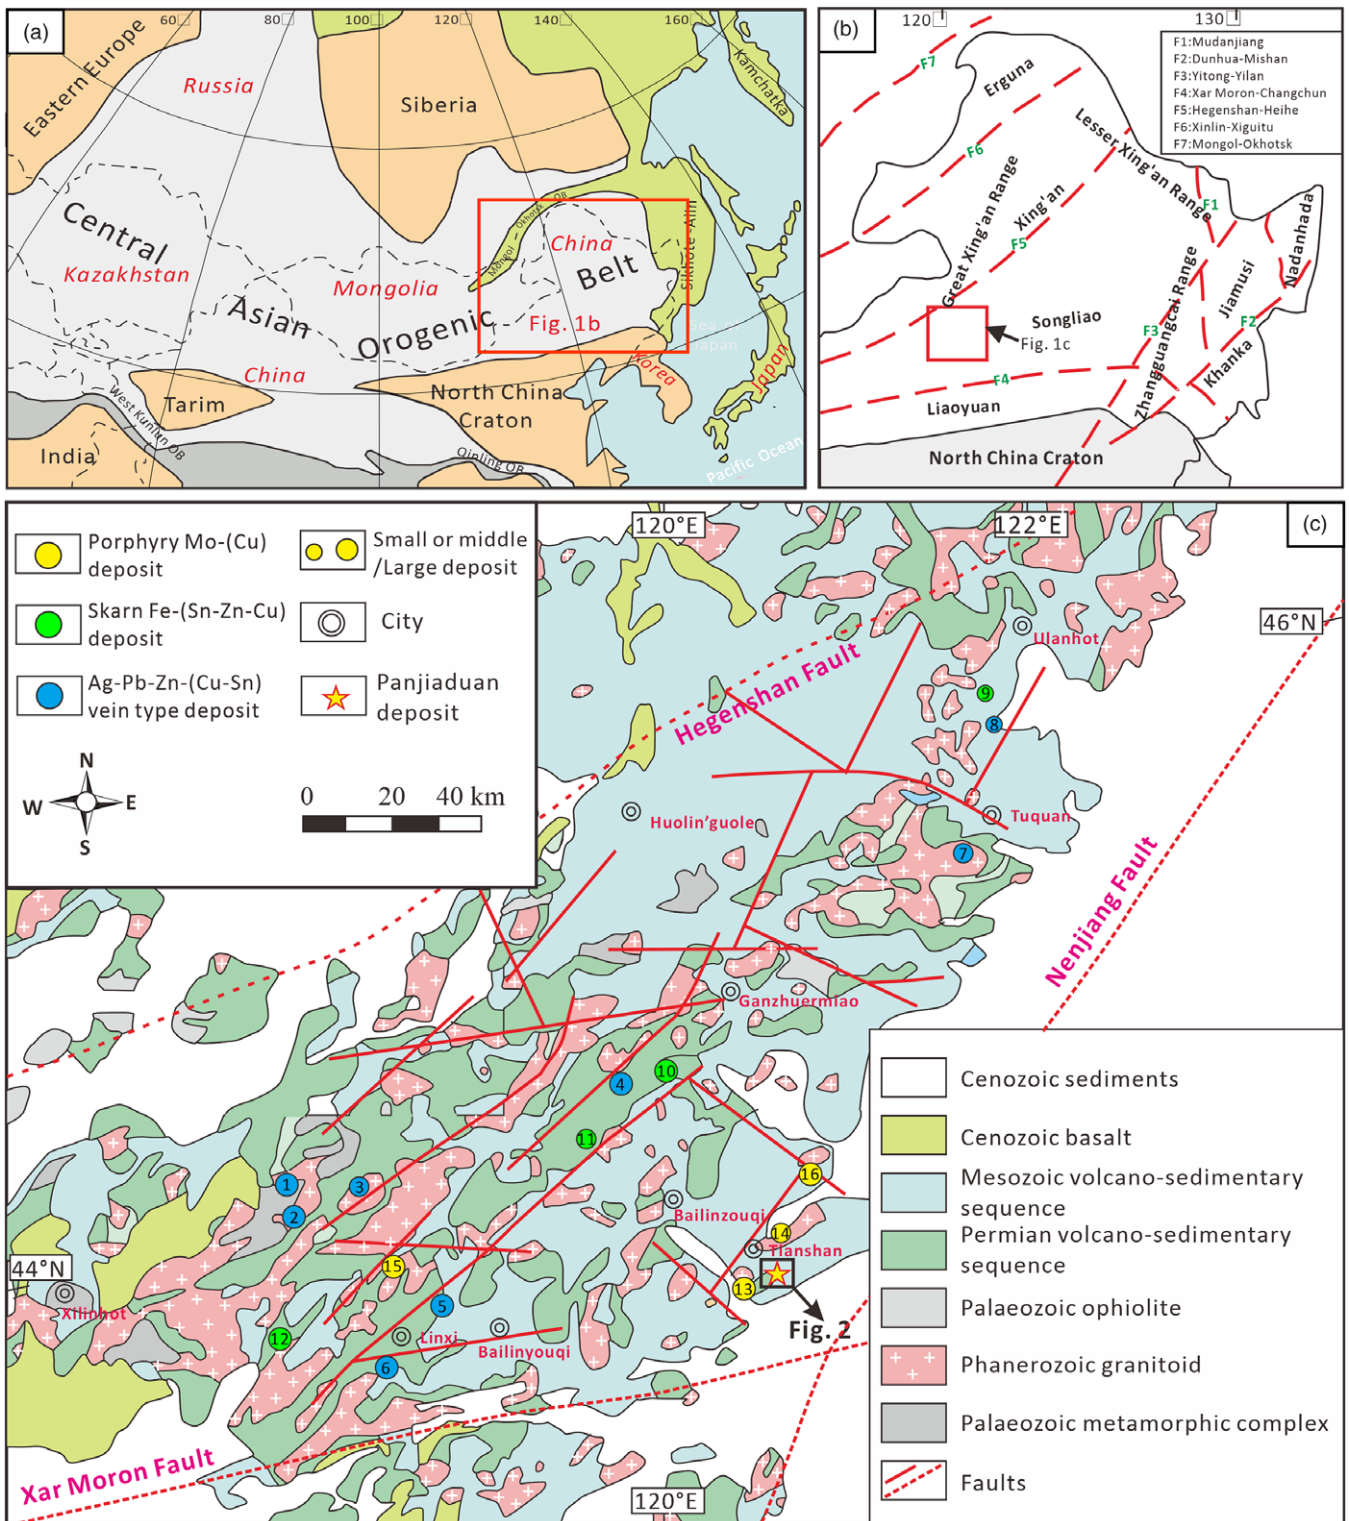 (a)
60
80
100
120
140
160
Eastern Europe
Russia
Siberia
Kamchatka
Central
Kazakhstan
Mongolia
Asian
Orogenic
Belt
China
Mongol - Okhotsk OB
Sikhote-Alin
Fig. 1b
Sea of
Japan
Japan
Korea
China
Tarim
North China
Craton
West Kunlun OB
Qinling OB
India
Pacific Ocean
(b)
120
130
F1:Mudanjiang
F2:Dunhua-Mishan
F3:Yitong-Yilan
F4:Xar Moron-Changchun
F5:Hegenshan-Heihe
F6:Xinlin-Xiguitu
F7:Mongol-Okhotsk
F7
Erguna
F6
Lesser Xing'an Range
Great Xing'an Range
Xing'an
F5
F1
Nadanhada
Jiamusi
Zhangguangcai Range
F3
F2
Songliao
Fig. 1c
Khanka
F4
Liaoyuan
North China Craton
(c)
120°E
122°E
46°N
Porphyry Mo-(Cu)
deposit
Small or middle
/Large deposit
Skarn Fe-(Sn-Zn-Cu)
deposit
City
Ag-Pb-Zn-(Cu-Sn)
vein type deposit
Panjiaduan
deposit
N
W
E
S
0 20 40 km
Ulanhot
9
8
Hegenshan Fault
Huolin'guole
Tuquan
7
Nenjiang Fault
Ganzhuermiao
10
4
11
16
1
3
2
Bailinzouqi
14
Tianshan
44°N
15
13
Xilinhot
5
Fig. 2
12
Linxi
Bailinyouqi
6
Xar Moron Fault
120°E
Cenozoic sediments
Cenozoic basalt
Mesozoic volcano-sedimentary
sequence
Permian volcano-sedimentary
sequence
Palaeozoic ophiolite
Phanerozoic granitoid
Palaeozoic metamorphic complex
Faults